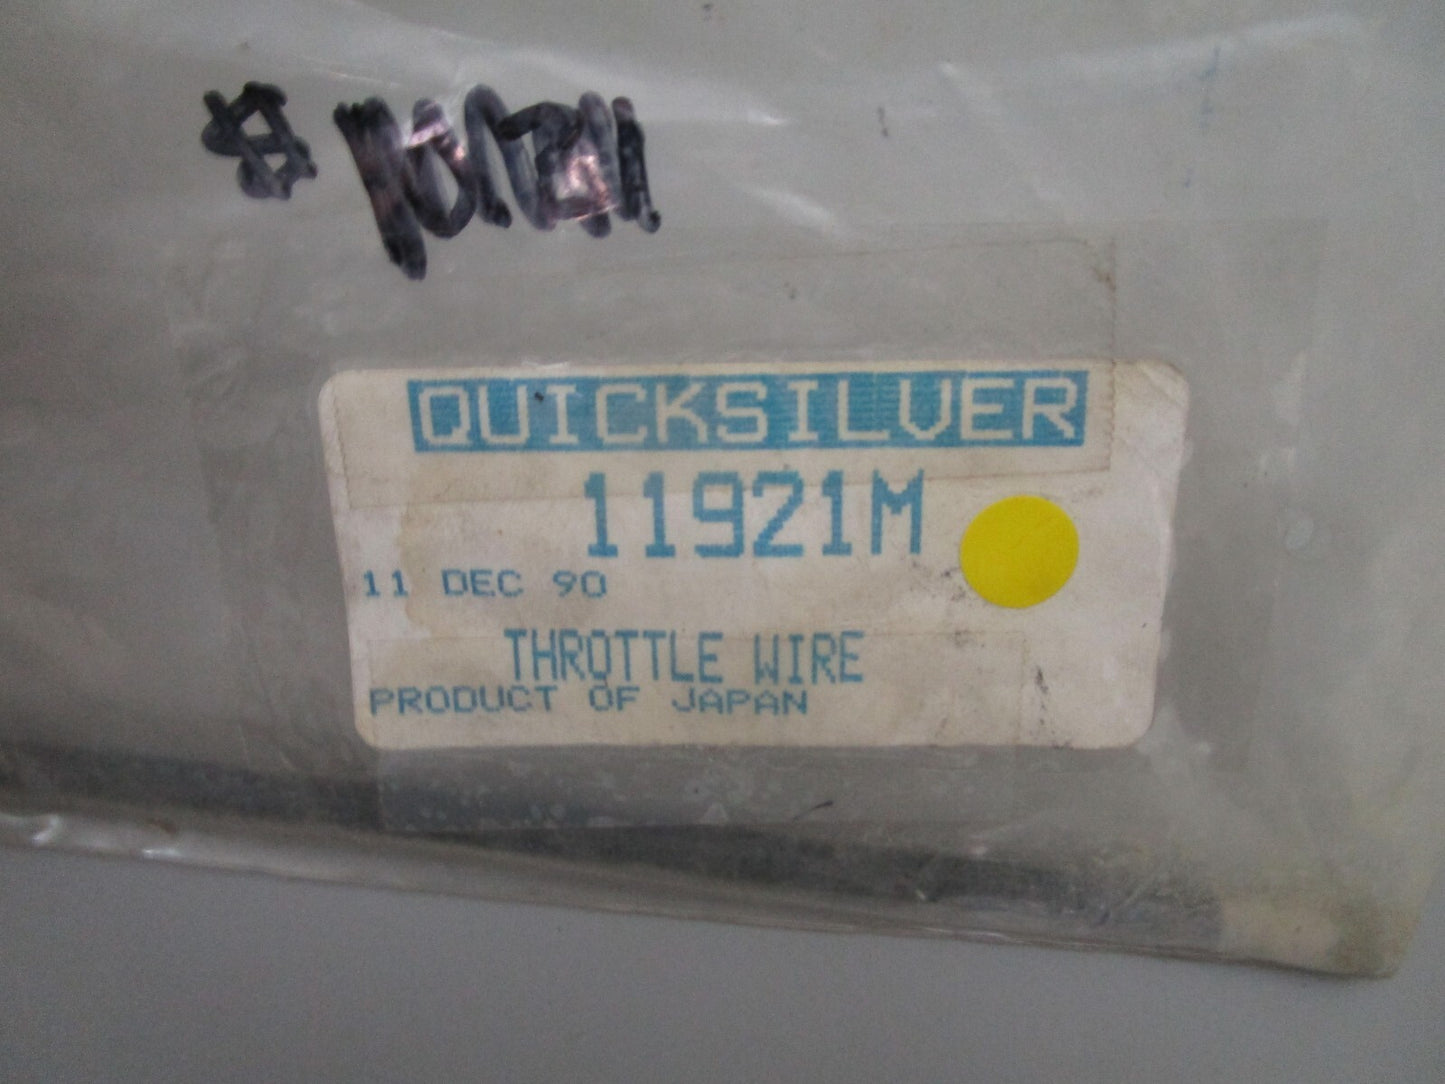 QUICKSILVER
11921M
11 DEC 90
THROTTLE WIRE
PRODUCT OF JAPAN